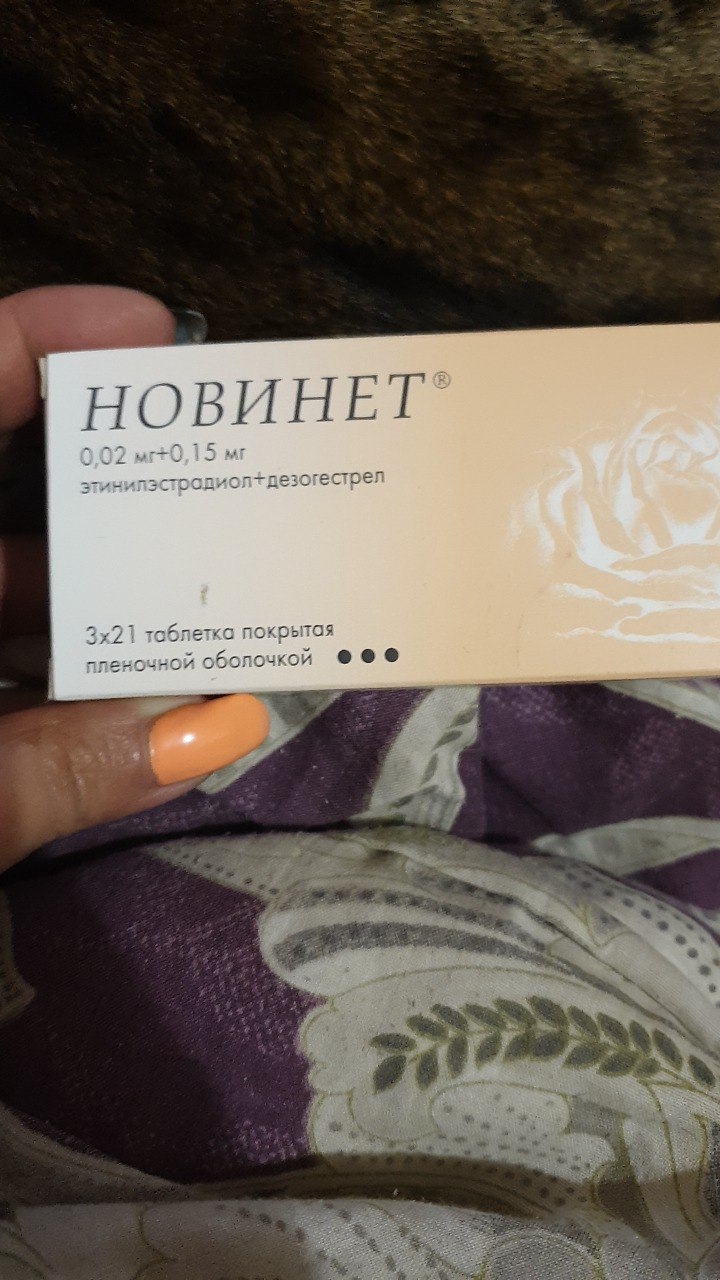 НОВИНЕТ®
0,02 мг+0,15 мг
этинилэстрадиол+дезогестрел
3х21 таблетка покрытая
пленочной оболочкой